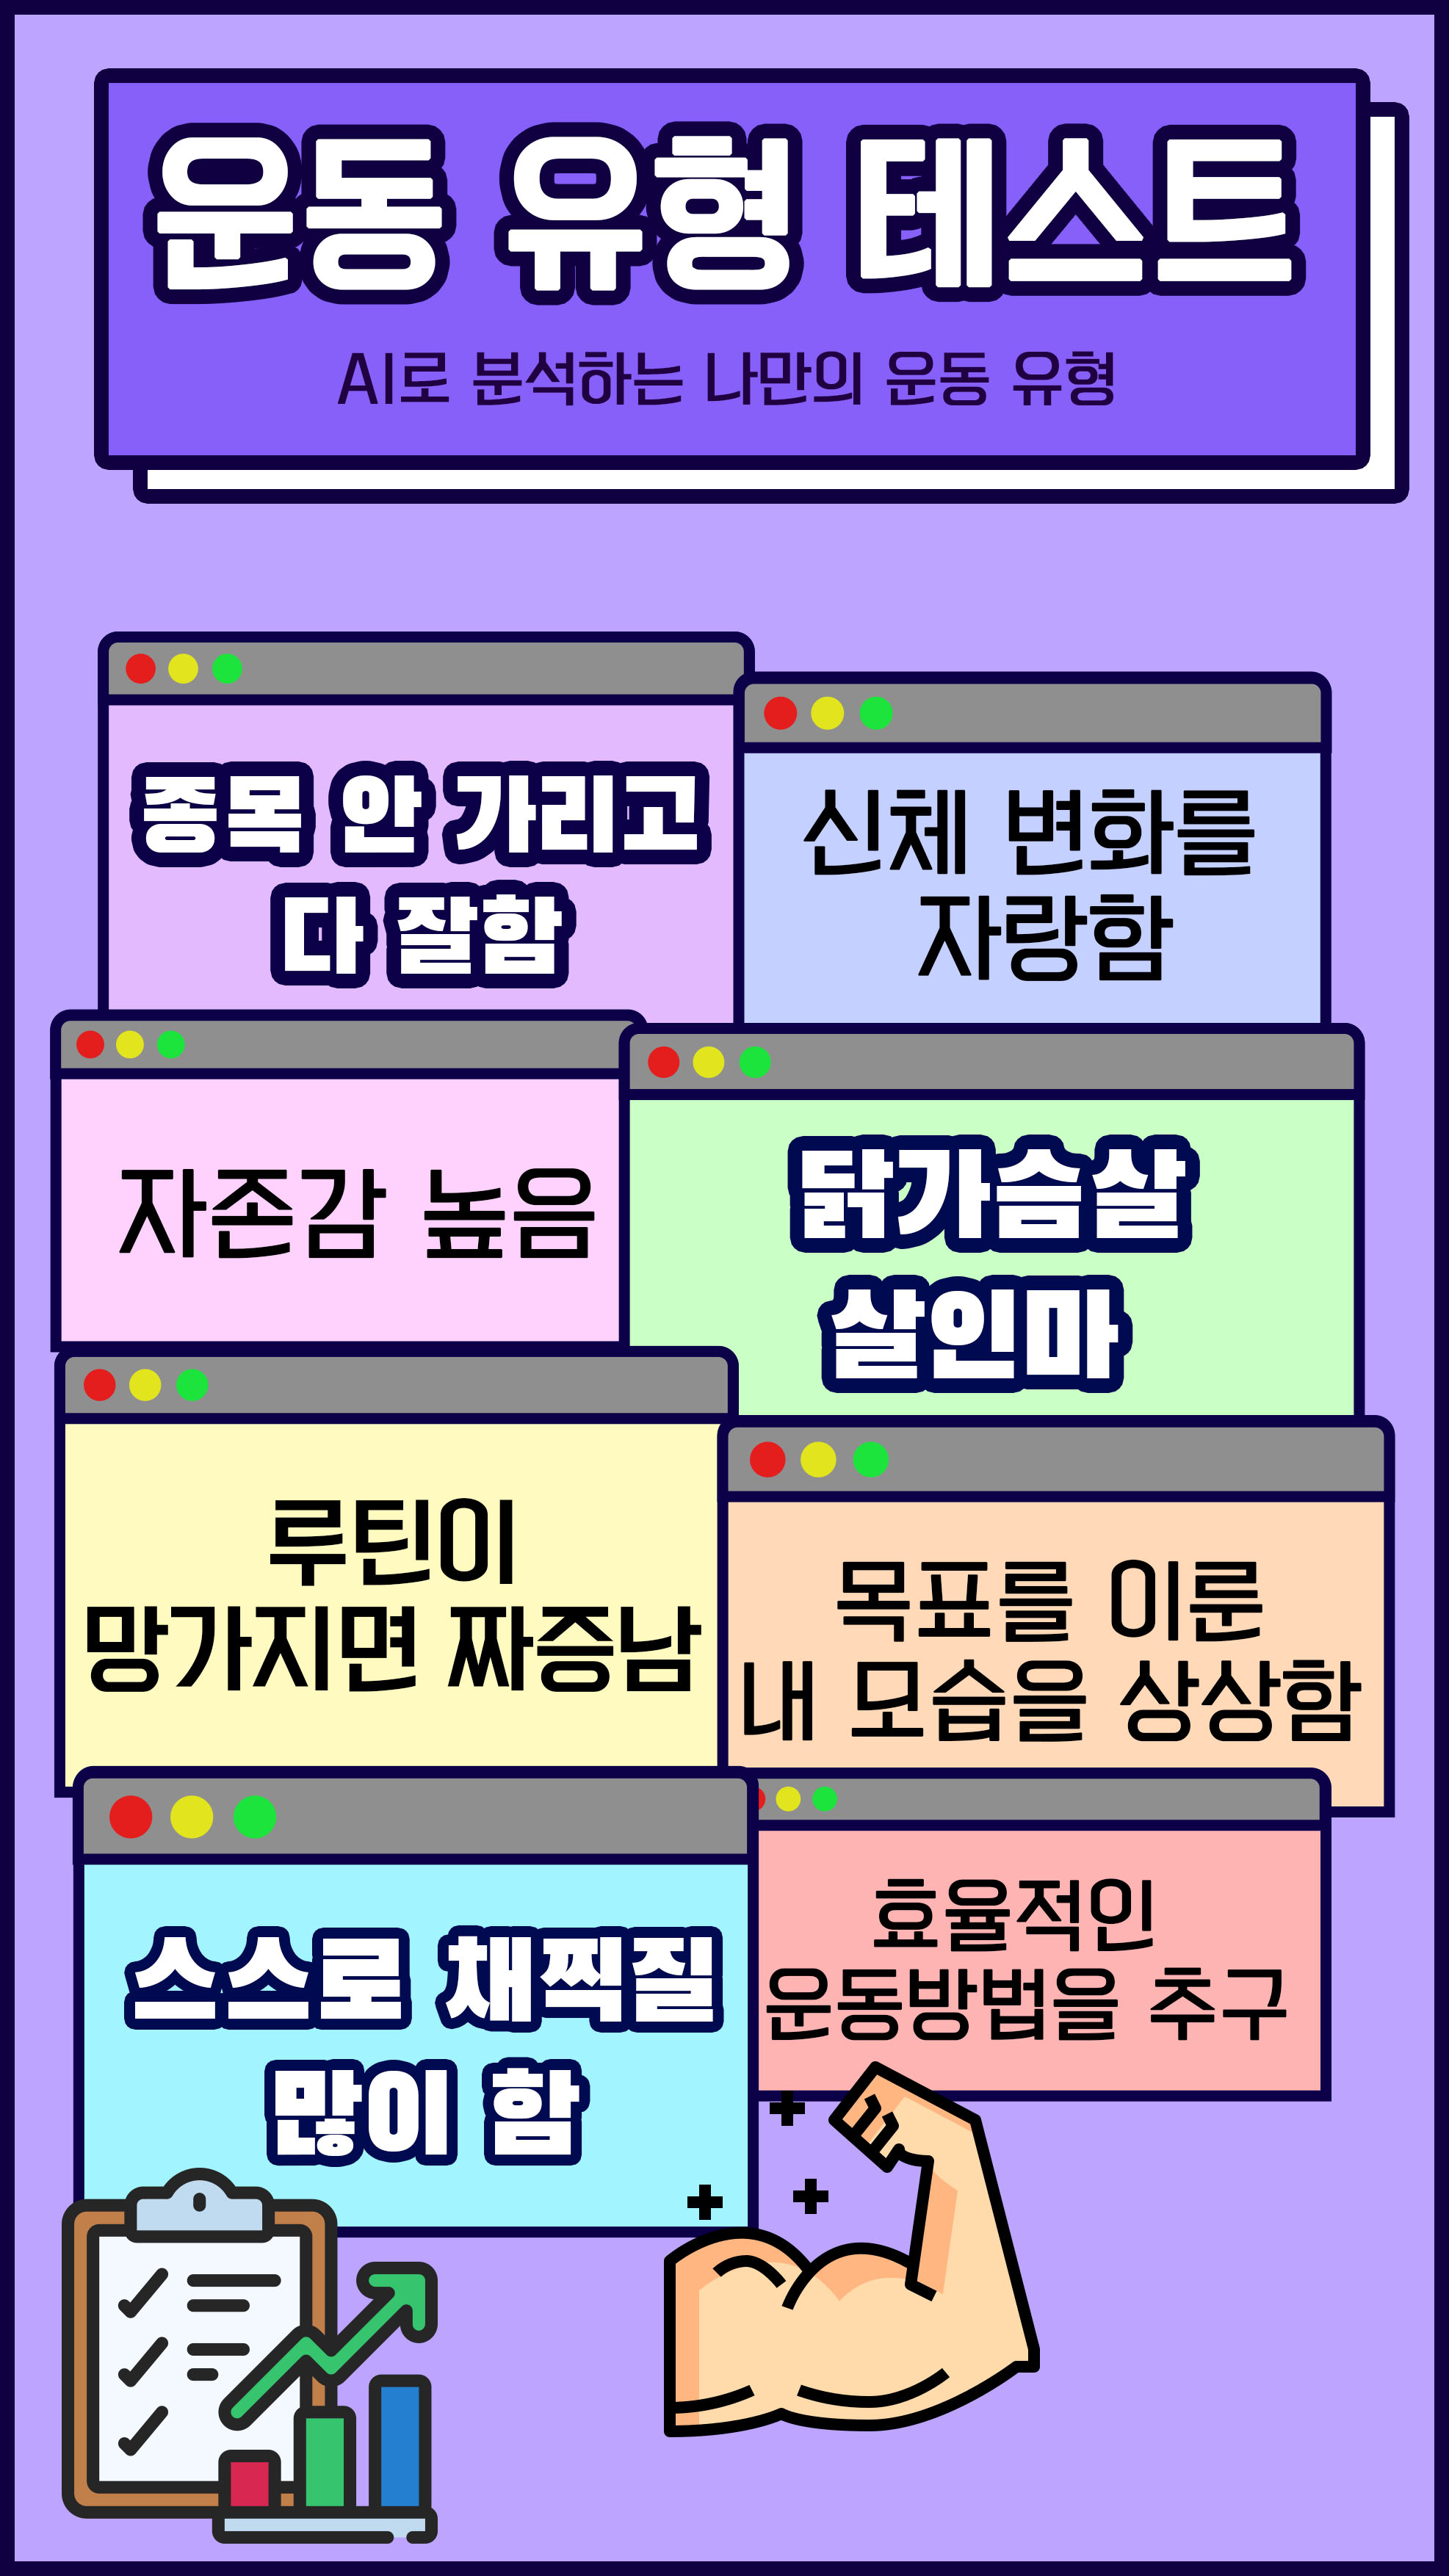 운동 유형 테스트
AI로 분석하는 나만의 운동 유형
종목 안 가리고
다 잘함
신체 변화를
자랑함
자존감 높음
닭가슴살
살인마
루틴이
망가지면 짜증남
목표를 이룬
내 모습을 상상함
스스로 채찍질
많이 함
효율적인
운동방법을 추구